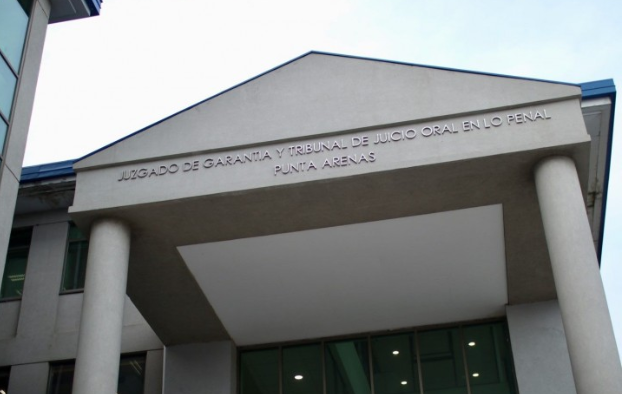 JUZGADO DE GARANTIA Y TRIBUNAL DE JUICIO ORAL EN LO PENAL
PUNTA ARENAS